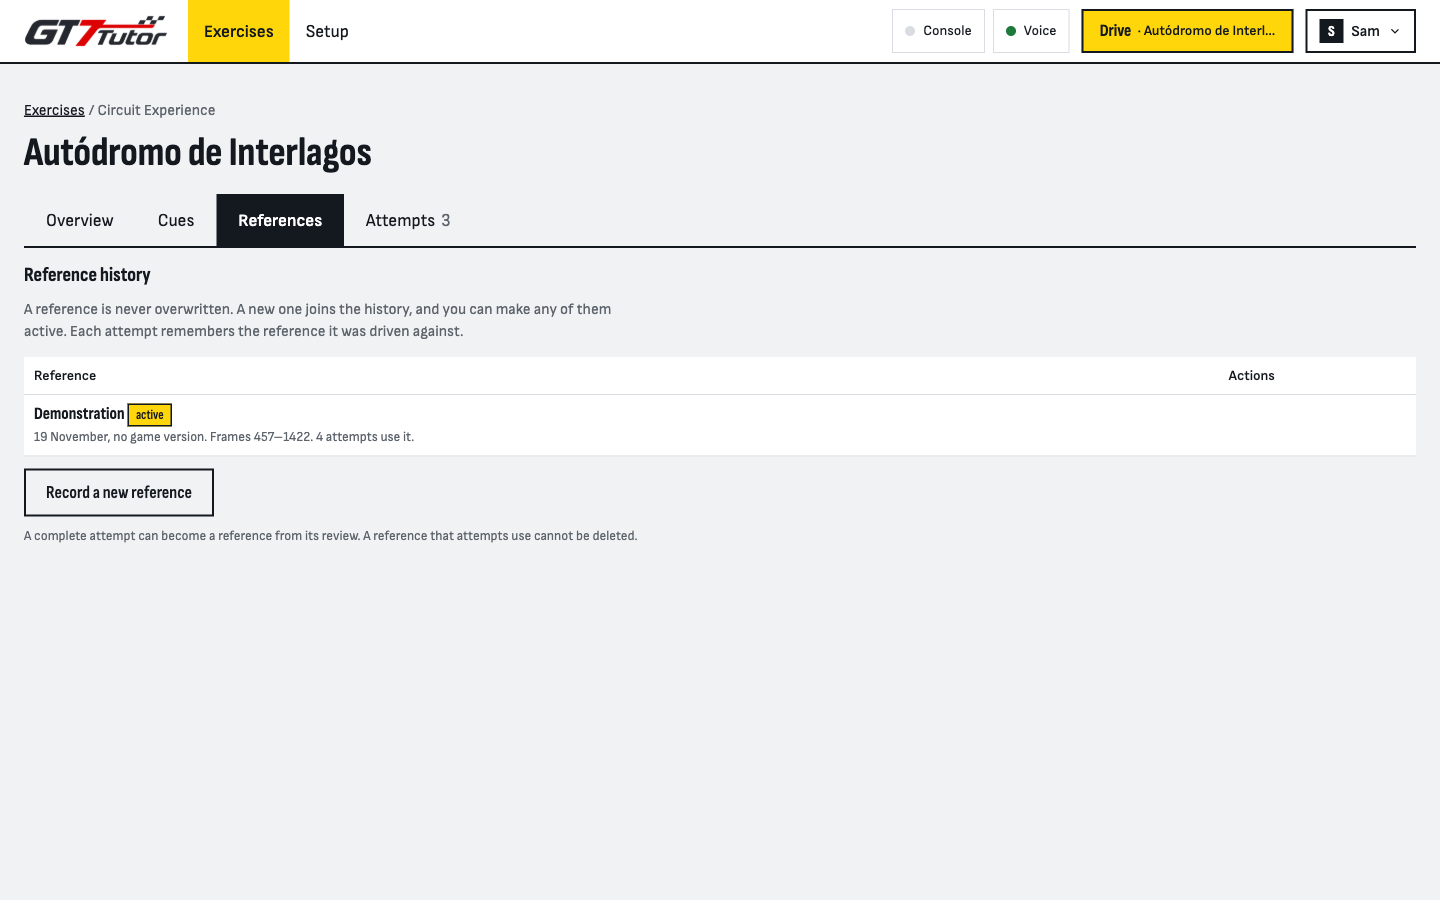 GT7Tutor
Exercises
Setup
Console
Voice
Drive · Autódromo de Interl...
S
Sam
Exercises / Circuit Experience
Autódromo de Interlagos
Overview
Cues
References
Attempts 3
Reference history
A reference is never overwritten. A new one joins the history, and you can make any of them
active. Each attempt remembers the reference it was driven against.
Reference
Actions
Demonstration active
19 November, no game version. Frames 457–1422. 4 attempts use it.
Record a new reference
A complete attempt can become a reference from its review. A reference that attempts use cannot be deleted.